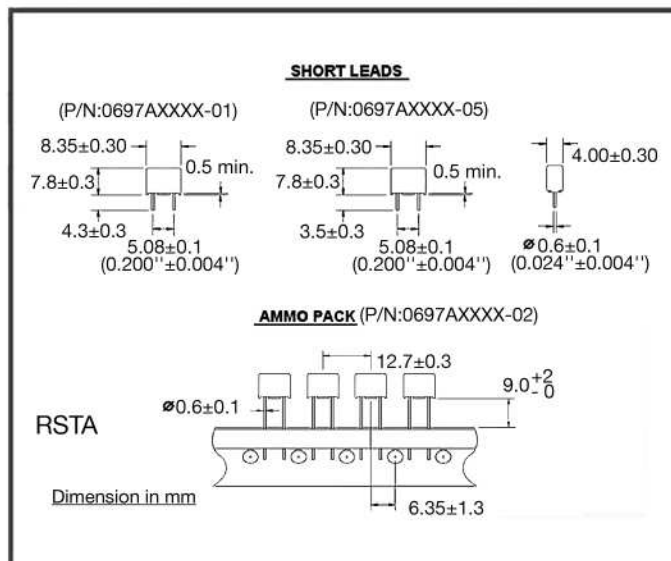 SHORT LEADS
(P/N:0697AXXXX-01)
(P/N:0697AXXXX-05)
8.35±0.30
8.35±0.30
4.00±0.30
0.5 min.
0.5 min.
7.8±0.3
7.8±0.3
4.3±0.3
3.5±0.3
5.08±0.1
(0.200''±0.004'')
5.08±0.1
(0.200''±0.004'')
ø0.6±0.1
(0.024''±0.004'')
AMMO PACK (P/N:0697AXXXX-02)
12.7±0.3
9.0+2
- 0
ø0.6±0.1
RSTA
Dimension in mm
6.35±1.3